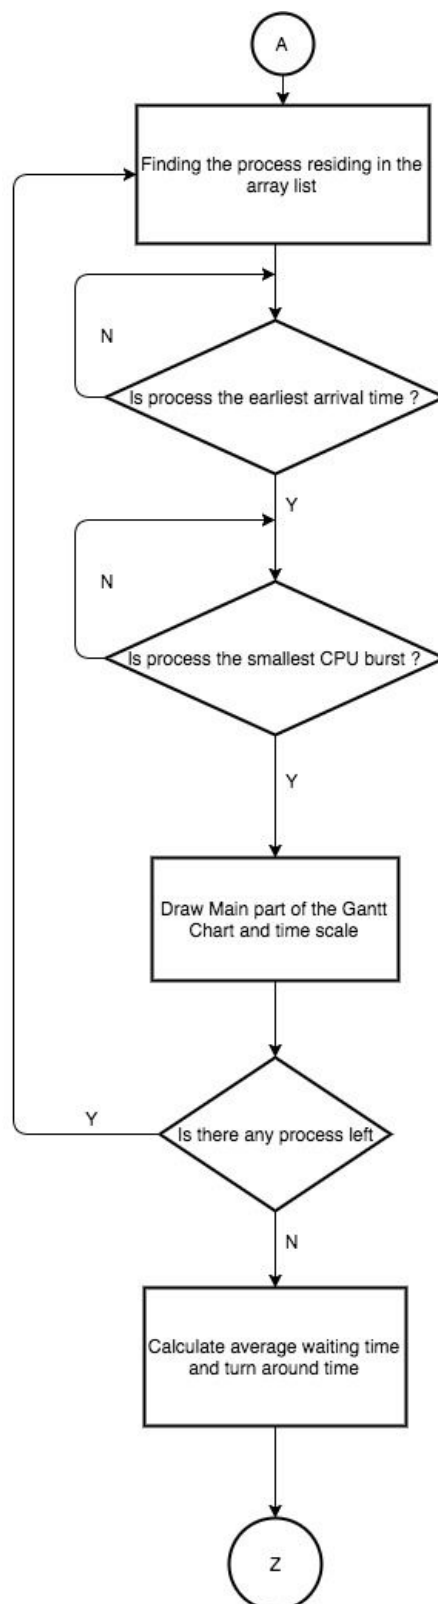 A
Finding the process residing in the
array list
N
Is process the earliest arrival time ?
Y
N
Is process the smallest CPU burst ?
Y
Draw Main part of the Gantt
Chart and time scale
Y
Is there any process left
N
Calculate average waiting time
and turn around time
Z